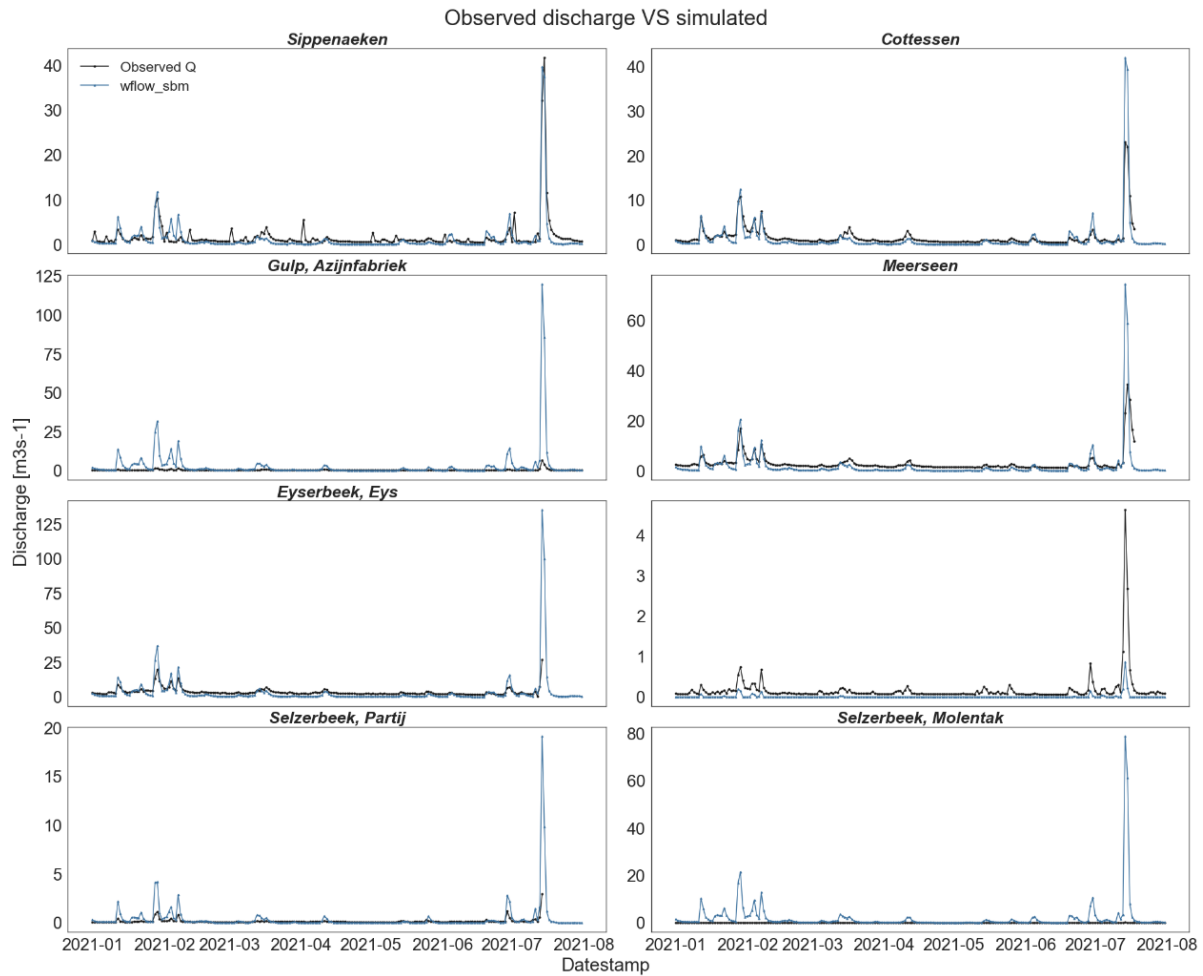 Observed discharge VS simulated
Sippenaeken
Cottessen
Observed Q
wflow_sbm
40
30
20
10
0
40
30
20
10
0
Gulp, Azijnfabriek
Meerseen
125
100
75
50
25
0
60
40
20
0
Discharge [m3s-1]
Eyserbeek, Eys
125
100
75
50
25
0
4
3
2
1
0
Selzerbeek, Partij
Selzerbeek, Molentak
20
15
10
5
0
80
60
40
20
0
2021-01 2021-02 2021-03 2021-04 2021-05 2021-06 2021-07 2021-08
2021-01 2021-02 2021-03 2021-04 2021-05 2021-06 2021-07 2021-08
Datestamp